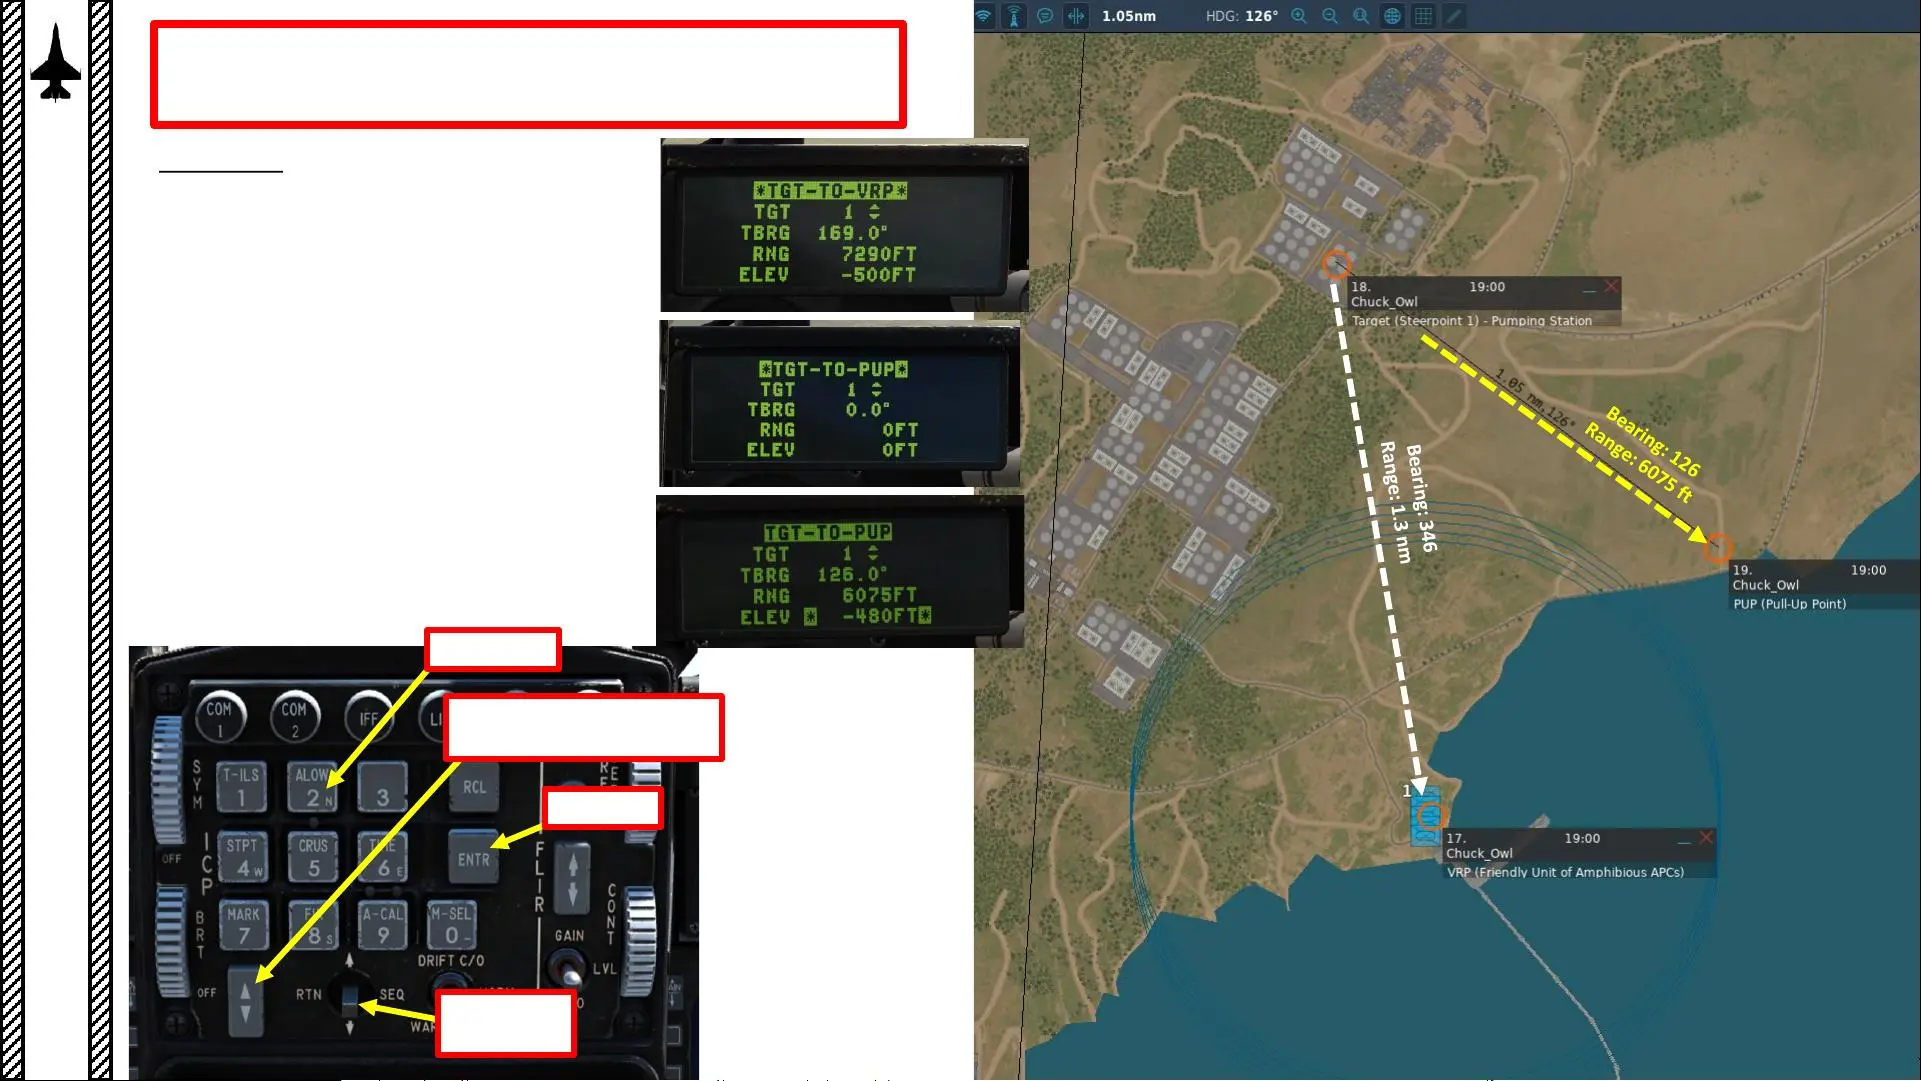 *TGT-TO-VRP*
TGT 1
TBRG 169.0°
RNG 7290FT
ELEV -500FT
*TGT-TO-PUP*
TGT 1
TBRG 0.0°
RNG 0FT
ELEV 0FT
TGT-TO-PUP
TGT 1
TBRG 126.0°
RNG 6075FT
ELEV * -480FT*
COM 1
COM 2
IFF
LI
SYM
T-ILS 1
ALOW 2 N
3
RCL
ICP
STPT 4 W
CRUS 5
6 E
ENTR
OFF
BRT
MARK 7
8 S
A-CAL 9
M-SEL 0 -
FLIR
CONT
GAIN
LVL
DRIFT C/O
OFF
RTN
SEQ
1.05nm
HDG: 126°
18. 19:00
Chuck_Owl
Target (Steerpoint 1) - Pumping Station
1.05 nm, 126°
Bearing: 126
Range: 6075 ft
Bearing: 346
Range: 1.3 nm
19. 19:00
Chuck_Owl
PUP (Pull-Up Point)
1
17. 19:00
Chuck_Owl
VRP (Friendly Unit of Amphibious APCs)